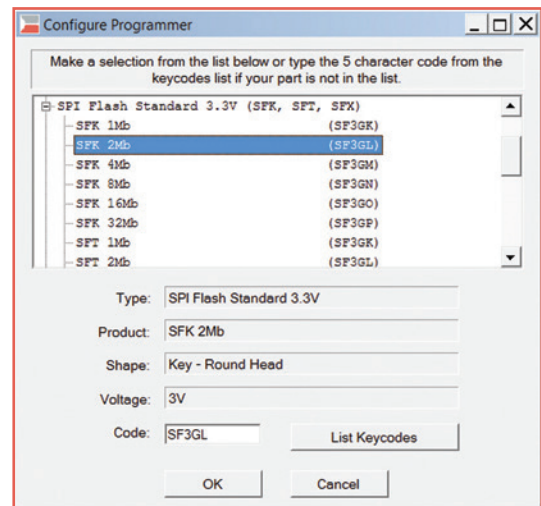 Configure Programmer
Make a selection from the list below or type the 5 character code from the
keycodes list if your part is not in the list.
SPI Flash Standard 3.3V (SFK, SFT, SFX)
SFK 1Mb (SF3GK)
SFK 2Mb (SF3GL)
SFK 4Mb (SF3GM)
SFK 8Mb (SF3GN)
SFK 16Mb (SF3GO)
SFK 32Mb (SF3GP)
SFT 1Mb (SF3GK)
SFT 2Mb (SF3GL)
Type: SPI Flash Standard 3.3V
Product: SFK 2Mb
Shape: Key - Round Head
Voltage: 3V
Code: SF3GL List Keycodes
OK Cancel